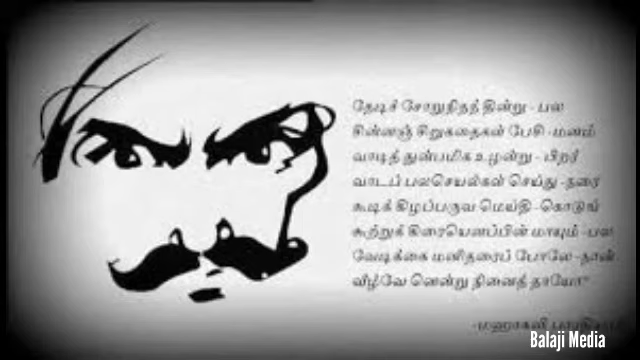 தேடிச் சோறுநிதந் தின்று - பல
சின்னஞ் சிறுகதைகள் பேசி - மனம்
வாடித் துன்பமிக உழன்று - பிறர்
வாடப் பலசெயல்கள் செய்து - நரை
கூடிக் கிழப்பருவ மெய்தி - கொடுங்
கூற்றுக் கிரையெனப்பின் மாயும் - பல
வேடிக்கை மனிதரைப் போலே - நான்
வீழ்வே னென்று நினைத் தாயோ"
-மஹாகவி
Balaji Media